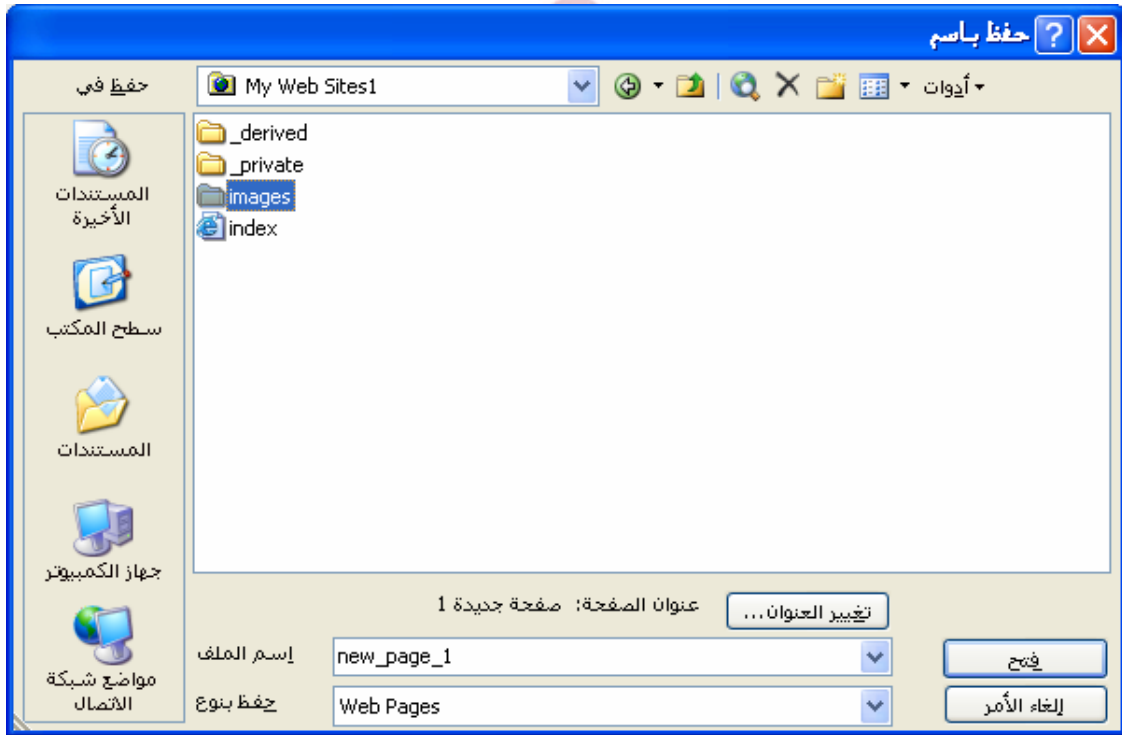 حفظ باسم
حفظ في
My Web Sites1
أدوات
_derived
_private
images
index
المستندات
الأخيرة
سطح المكتب
المستندات
جهاز الكمبيوتر
مواضع شبكة
الاتصال
عنوان الصفحة: صفحة جديدة 1
تغيير العنوان...
إسم الملف
new_page_1
فتح
حفظ بنوع
Web Pages
إلغاء الأمر